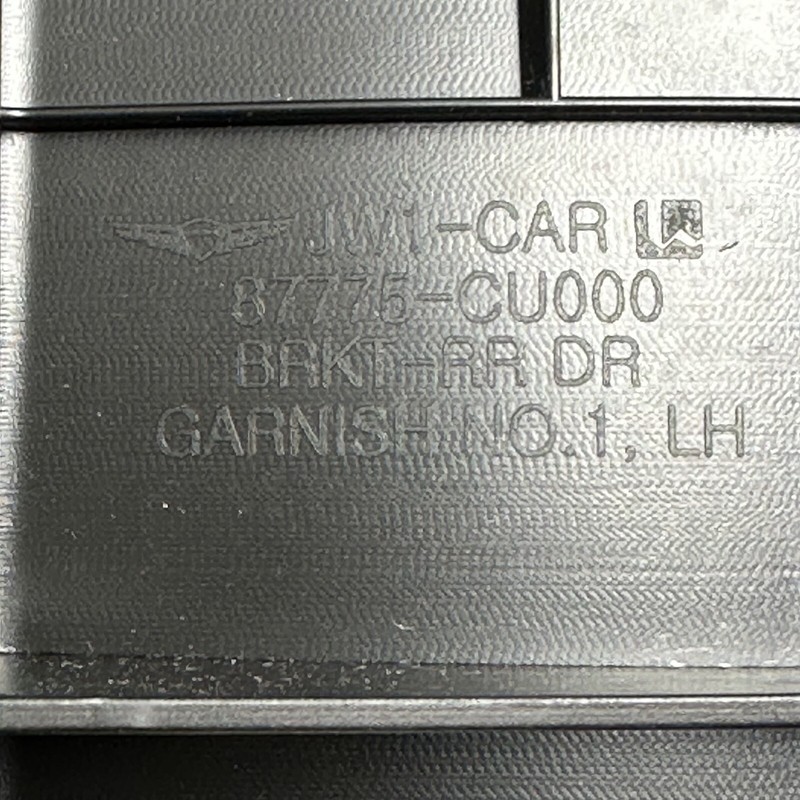 JW1-CAR
87775-CU000
BRKT-RR DR
GARNISH NO.1, LH